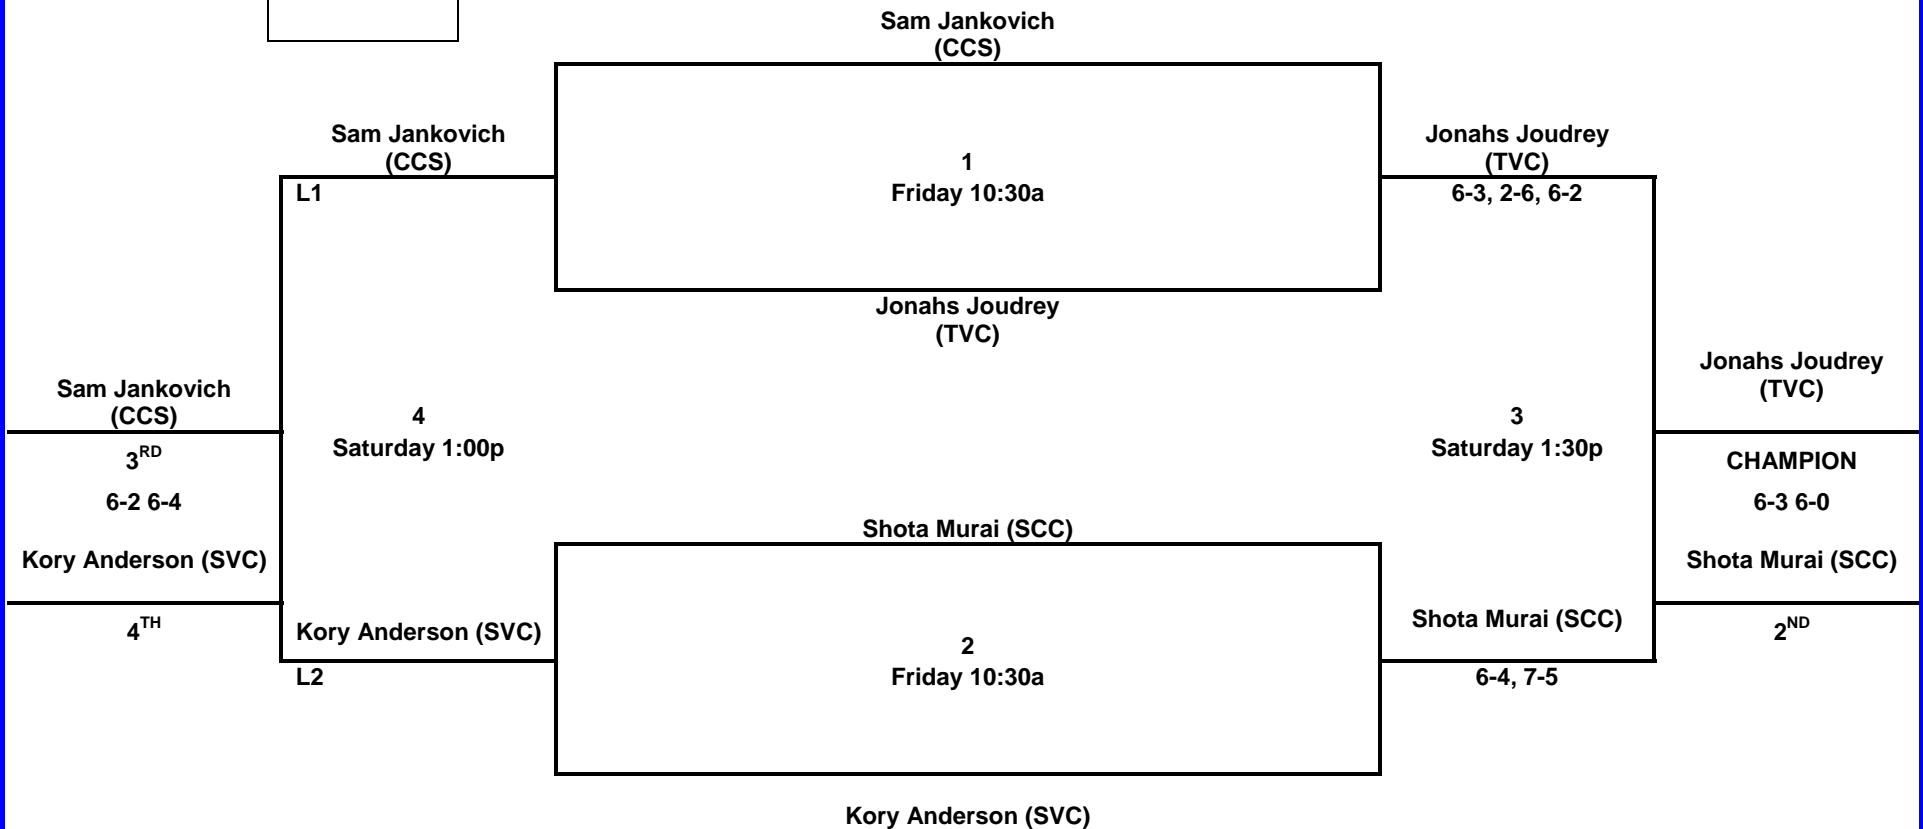 Sam Jankovich
(CCS)
Sam Jankovich
(CCS)
L1
1
Friday 10:30a
Jonahs Joudrey
(TVC)
6-3, 2-6, 6-2
Jonahs Joudrey
(TVC)
Sam Jankovich
(CCS)
3RD
6-2 6-4
Kory Anderson (SVC)
4TH
4
Saturday 1:00p
3
Saturday 1:30p
Jonahs Joudrey
(TVC)
CHAMPION
6-3 6-0
Shota Murai (SCC)
2ND
Shota Murai (SCC)
Kory Anderson (SVC)
L2
2
Friday 10:30a
Shota Murai (SCC)
6-4, 7-5
Kory Anderson (SVC)